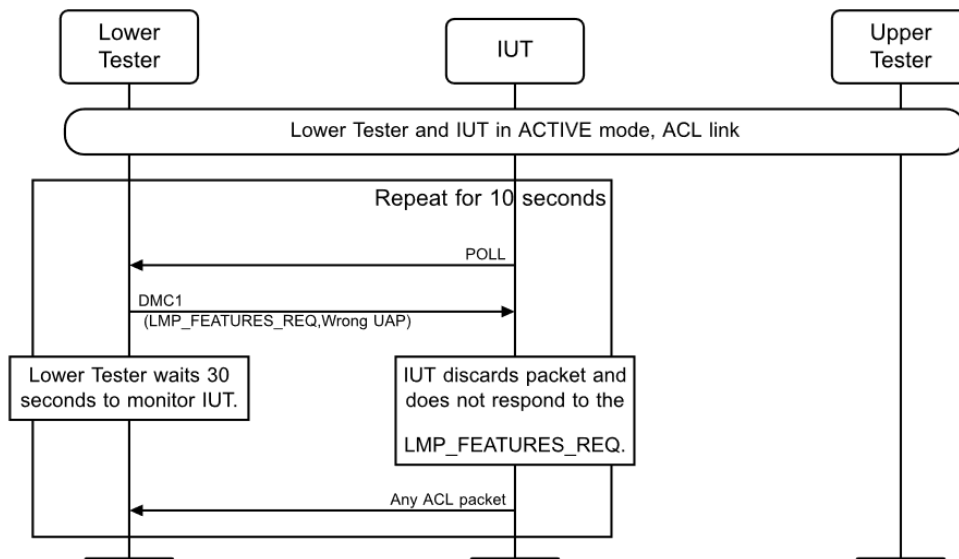 Lower
Tester
IUT
Upper
Tester
Lower Tester and IUT in ACTIVE mode, ACL link
Repeat for 10 seconds
POLL
DMC1
(LMP_FEATURES_REQ,Wrong UAP)
Lower Tester waits 30
seconds to monitor IUT.
IUT discards packet and
does not respond to the
LMP_FEATURES_REQ.
Any ACL packet